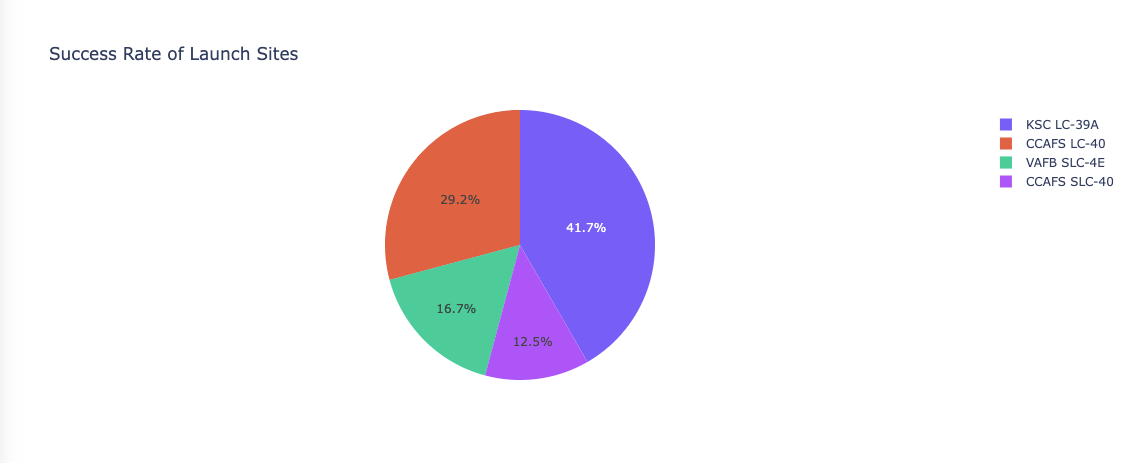 Success Rate of Launch Sites
KSC LC-39A
CCAFS LC-40
VAFB SLC-4E
CCAFS SLC-40
29.2%
41.7%
16.7%
12.5%